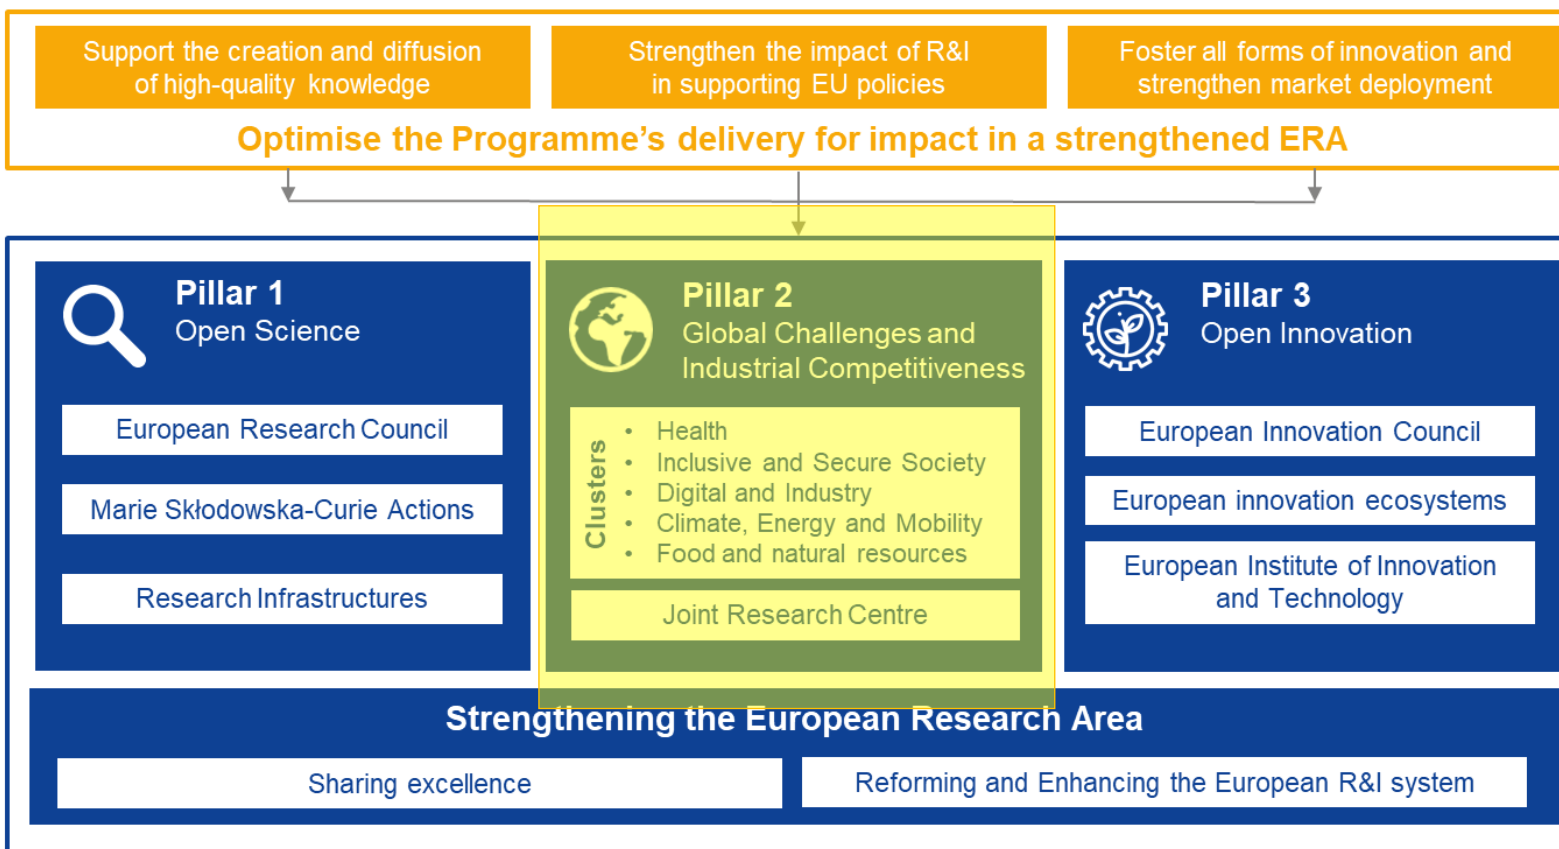 Support the creation and diffusion
of high-quality knowledge
Strengthen the impact of R&I
in supporting EU policies
Foster all forms of innovation and
strengthen market deployment
Optimise the Programme's delivery for impact in a strengthened ERA
Pillar 1
Open Science
European Research Council
Marie Skłodowska-Curie Actions
Research Infrastructures
Pillar 2
Global Challenges and
Industrial Competitiveness
Clusters
• Health
• Inclusive and Secure Society
• Digital and Industry
• Climate, Energy and Mobility
• Food and natural resources
Joint Research Centre
Pillar 3
Open Innovation
European Innovation Council
European innovation ecosystems
European Institute of Innovation
and Technology
Strengthening the European Research Area
Sharing excellence
Reforming and Enhancing the European R&I system